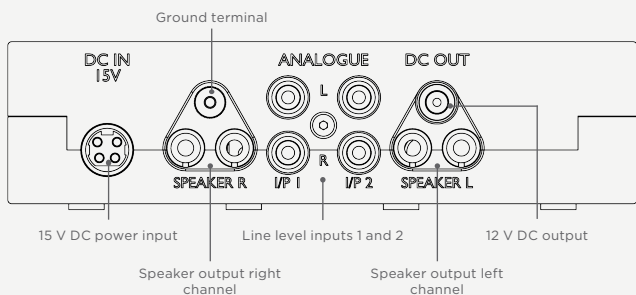 Ground terminal
DC IN
15V
ANALOGUE
DC OUT
L
R
SPEAKER R
I/P 1
I/P 2
SPEAKER L
15 V DC power input
Line level inputs 1 and 2
12 V DC output
Speaker output right
channel
Speaker output left
channel